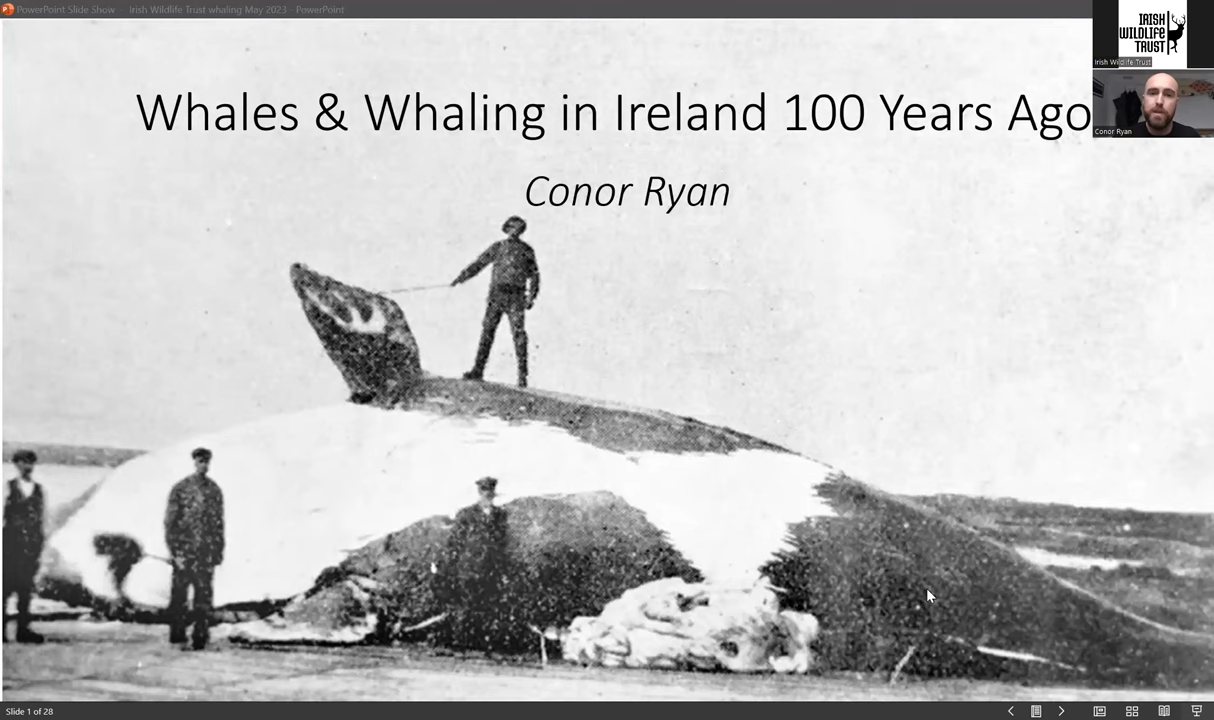 PowerPoint Slide Show - Irish Wildlife Trust whaling May 2023 - PowerPoint
IRISH
WILDLIFE
TRUST
Irish Wildlife Trust
Conor Ryan
Whales & Whaling in Ireland 100 Years Ago
Conor Ryan
Slide 1 of 28